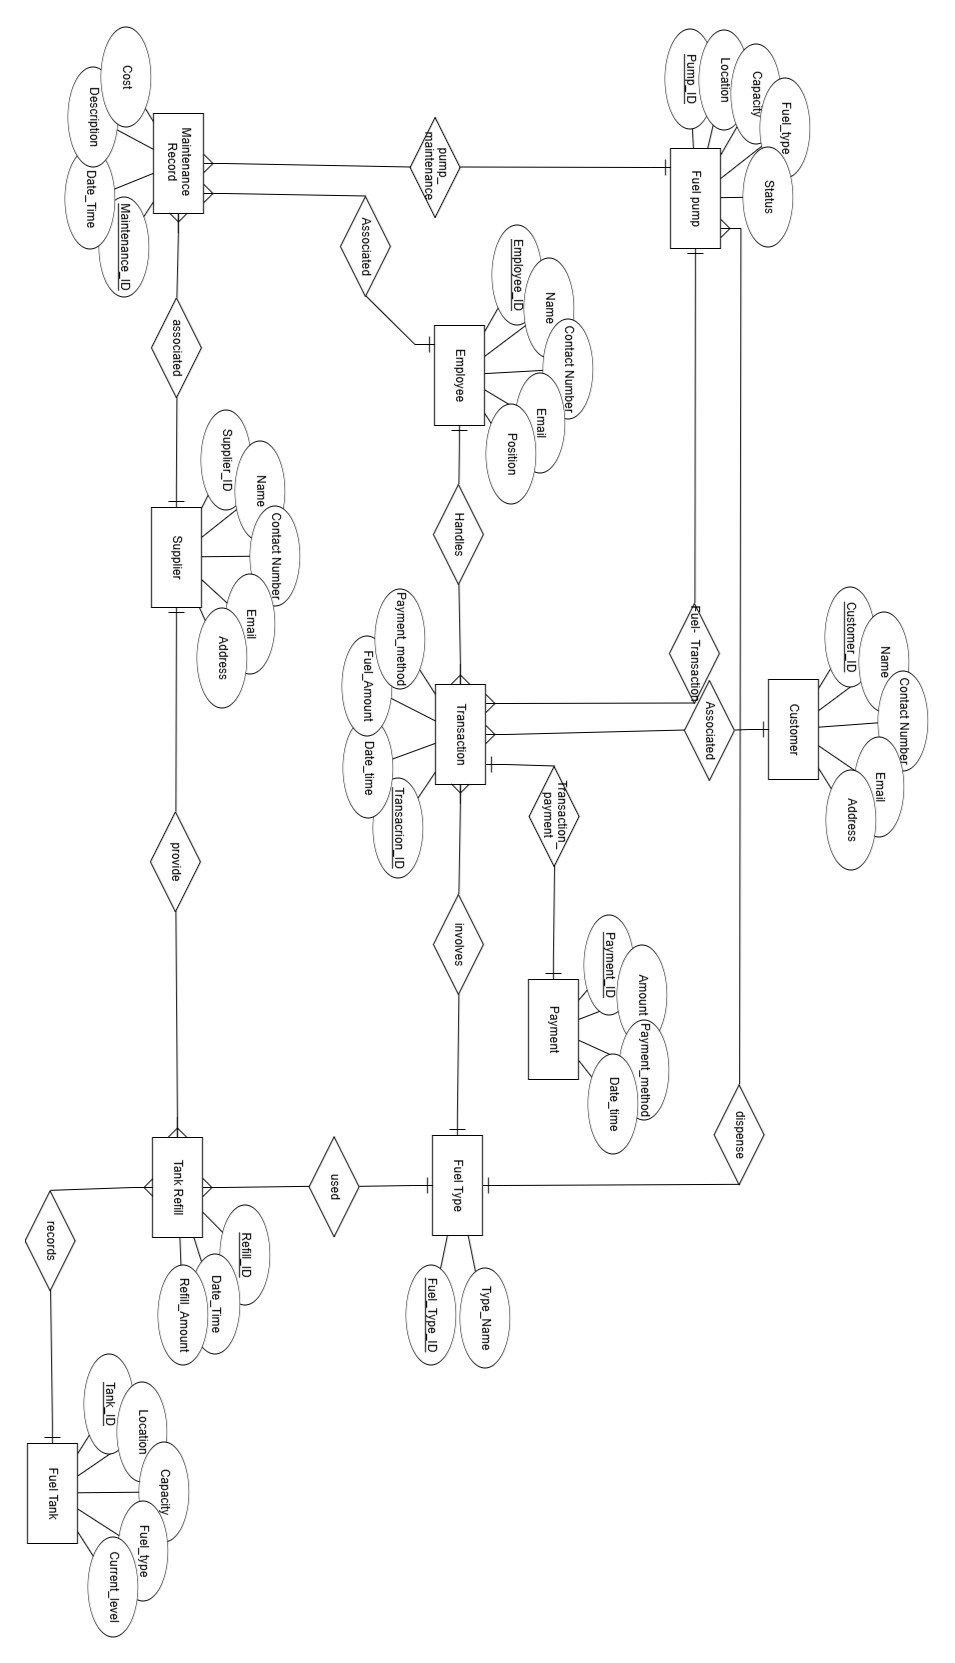 Fuel_type
Capacity
Location
Pump_ID
Status
Fuel pump
Contact Number
Name
Customer_ID
Email
Address
Customer
Fuel- Transaction
Associated
dispense
pump_
maintenance
Contact Number
Name
Employee_ID
Email
Position
Employee
Associated
Handles
Payment_method
Fuel_Amount
Date_time
Transacrion_ID
Transaction
Transaction_
payment
Payment_ID
Amount
Payment_method
Date_time
Payment
involves
Fuel Type
Type_Name
Fuel_Type_ID
used
Cost
Description
Date_Time
Maintenance_ID
Maintenance
Record
associated
Supplier_ID
Name
Contact Number
Email
Address
Supplier
provide
Tank Refill
Refill_ID
Date_Time
Refill_Amount
records
Tank_ID
Location
Capacity
Fuel_type
Current_level
Fuel Tank